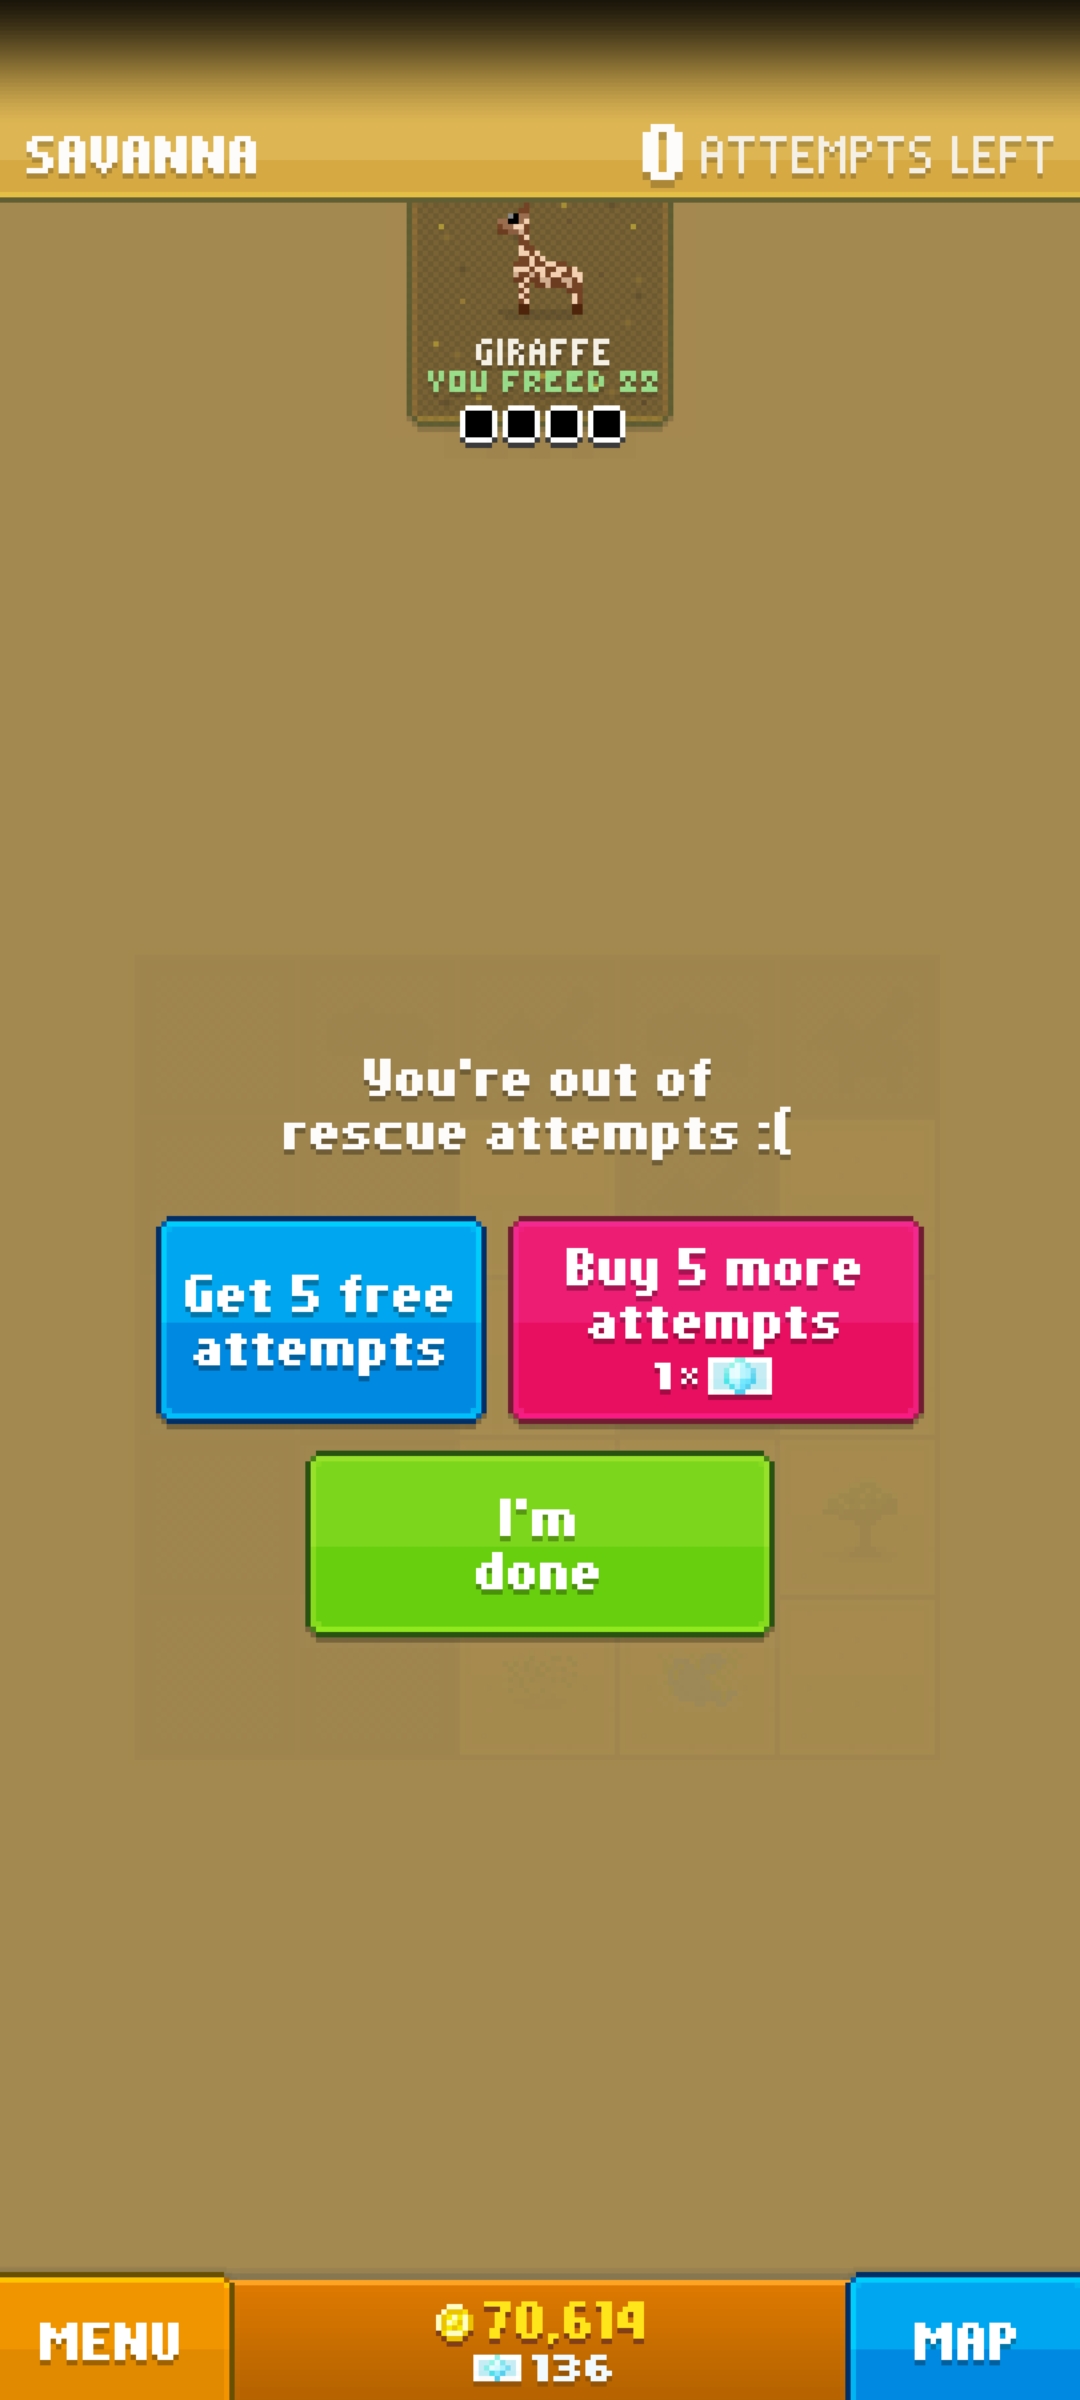 SAVANNA
0 ATTEMPTS LEFT
GIRAFFE
YOU FREED 22
You're out of
rescue attempts :(
Get 5 free
attempts
Buy 5 more
attempts
1×
I'm
done
MENU
70,614
136
MAP